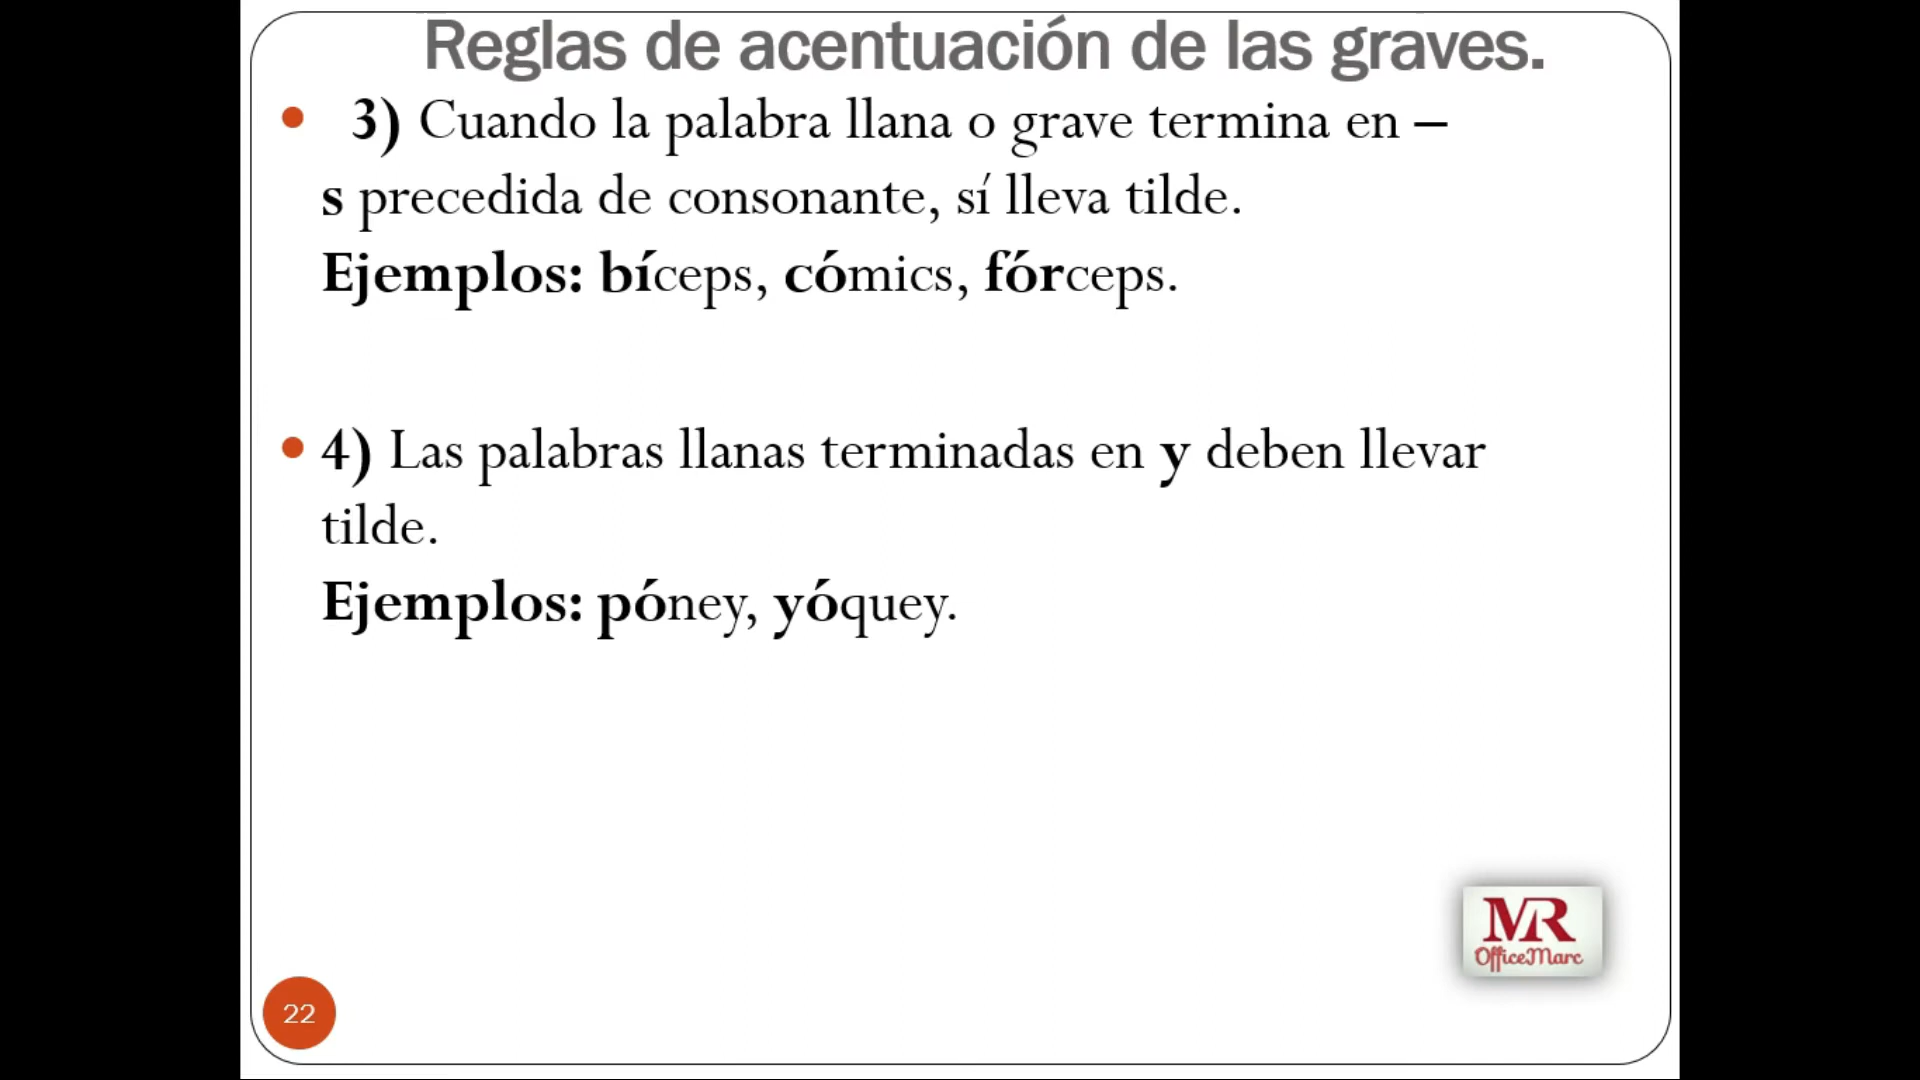 Reglas de acentuación de las graves.
• 3) Cuando la palabra llana o grave termina en –
s precedida de consonante, sí lleva tilde.
Ejemplos: bíceps, cómics, fórceps.
• 4) Las palabras llanas terminadas en y deben llevar
tilde.
Ejemplos: póney, yóquey.
MR
OfficeMarc
22